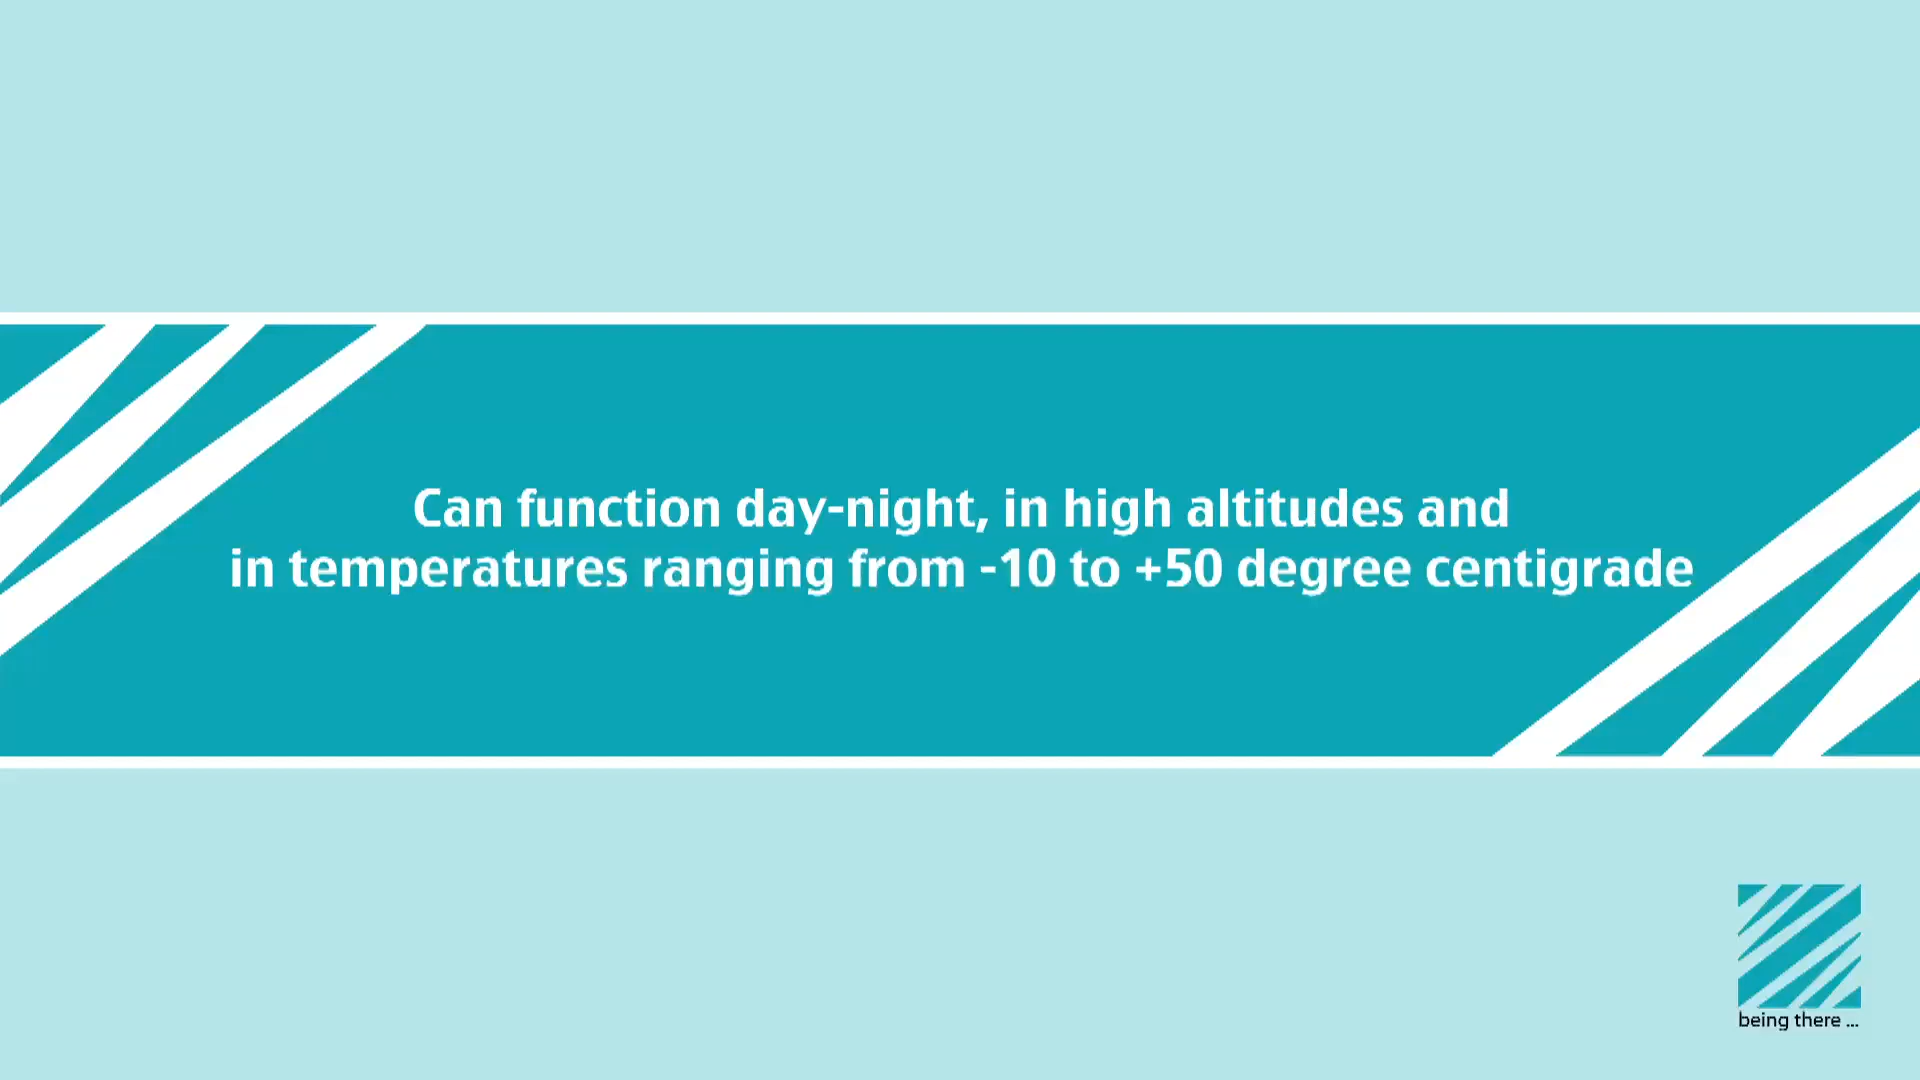 Can function day-night, in high altitudes and
in temperatures ranging from -10 to +50 degree centigrade
being there ...